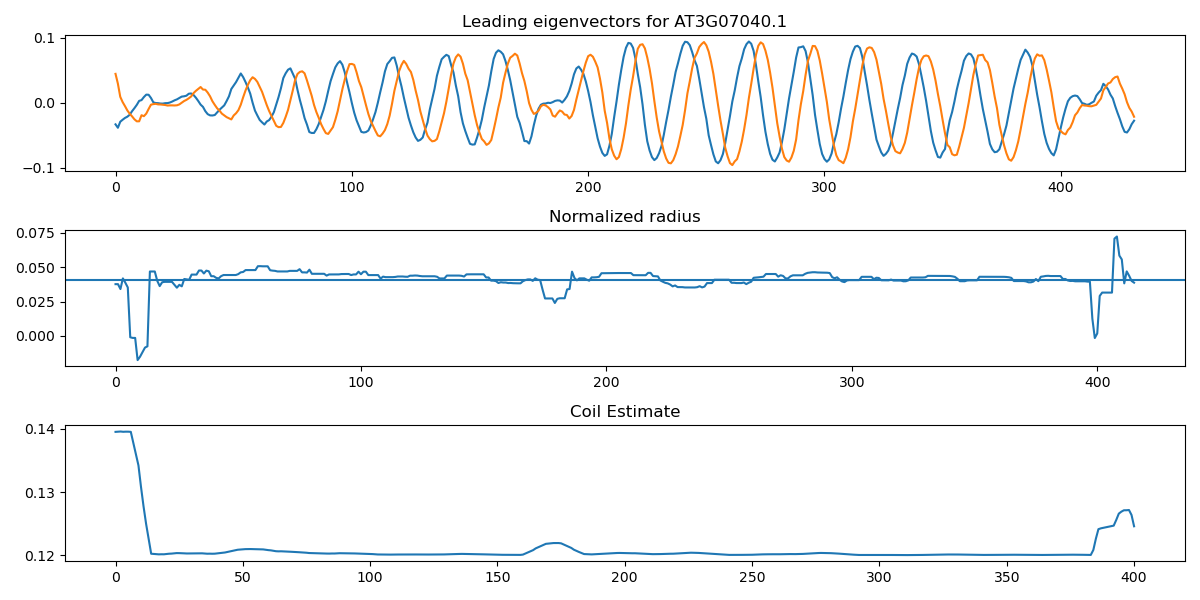 Leading eigenvectors for AT3G07040.1
0.1
0.0
−0.1
0 100 200 300 400
Normalized radius
0.075
0.050
0.025
0.000
0 100 200 300 400
Coil Estimate
0.14
0.13
0.12
0 50 100 150 200 250 300 350 400